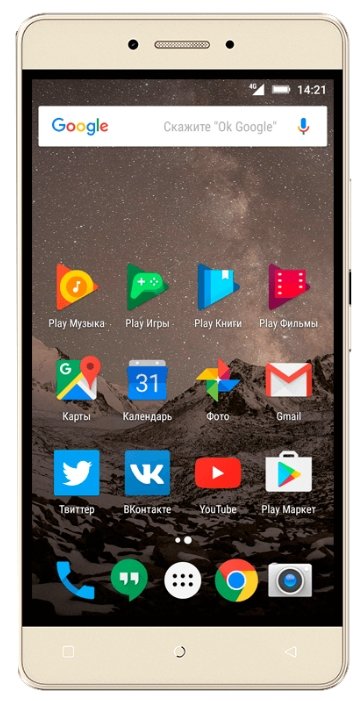 4G 14:21
Google Скажите "Ok Google"
Play Музыка Play Игры Play Книги Play Фильмы
G 31
Карты Календарь Фото Gmail
Твиттер ВКонтакте YouTube Play Маркет